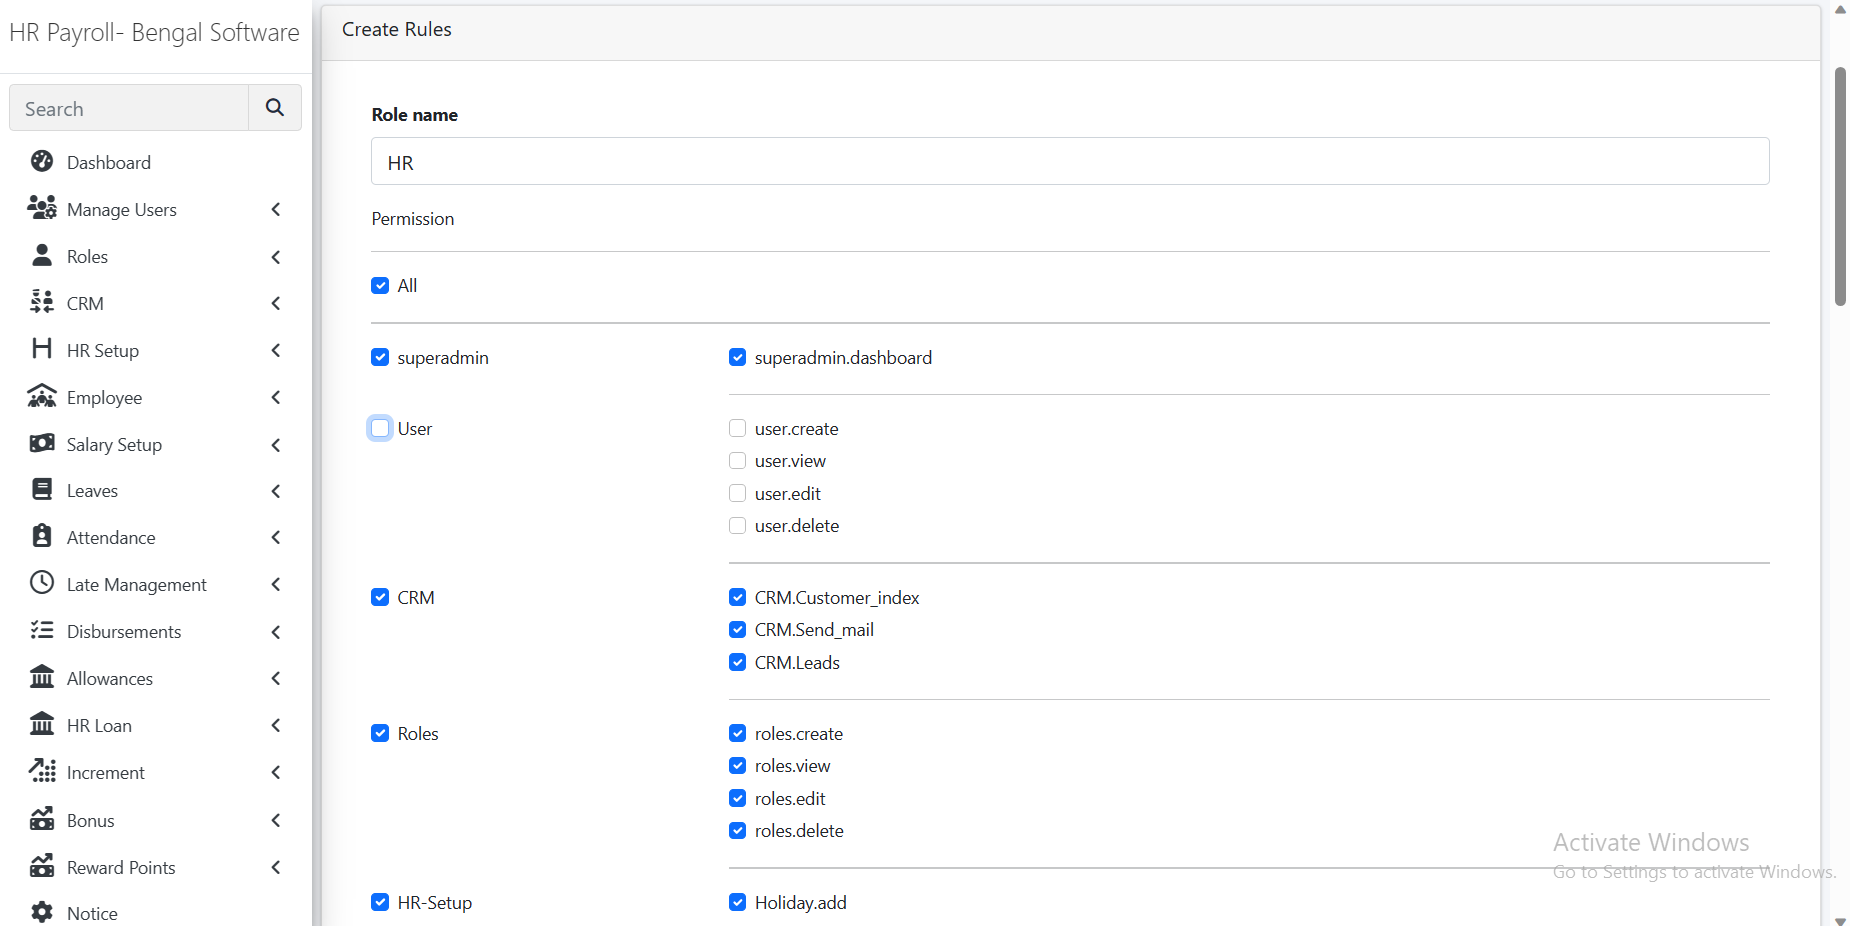 HR Payroll- Bengal Software
Search
Dashboard
Manage Users
Roles
CRM
HR Setup
Employee
Salary Setup
Leaves
Attendance
Late Management
Disbursements
Allowances
HR Loan
Increment
Bonus
Reward Points
Notice
Create Rules
Role name
HR
Permission
All
superadmin
superadmin.dashboard
User
user.create
user.view
user.edit
user.delete
CRM
CRM.Customer_index
CRM.Send_mail
CRM.Leads
Roles
roles.create
roles.view
roles.edit
roles.delete
HR-Setup
Holiday.add
Activate Windows
Go to Settings to activate Windows.